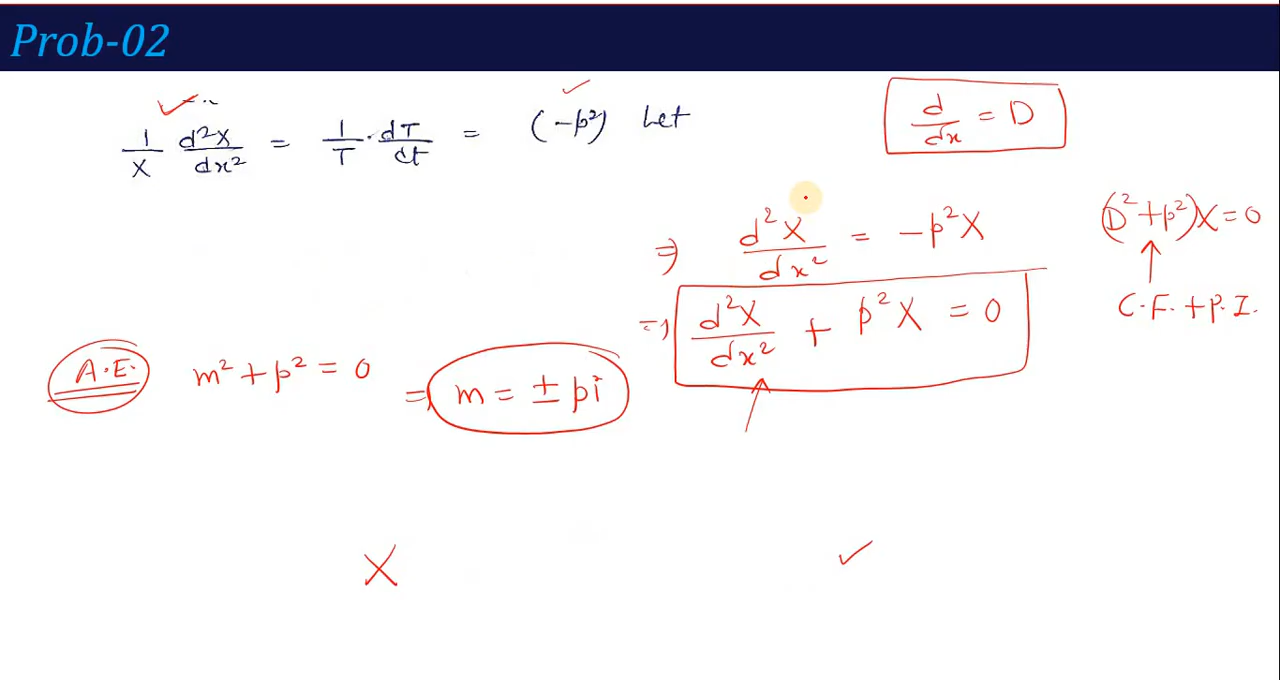 Prob-02
1/X d²X/dx² = 1/T · dT/dt = (-p²) Let
d/dx = D
⇒ d²X/dx² = -p²X
(D²+p²)X=0
⇒ d²X/dx² + p²X = 0
C.F.+P.I.
A.E. m²+p²=0 ⇒ m = ± pi
X